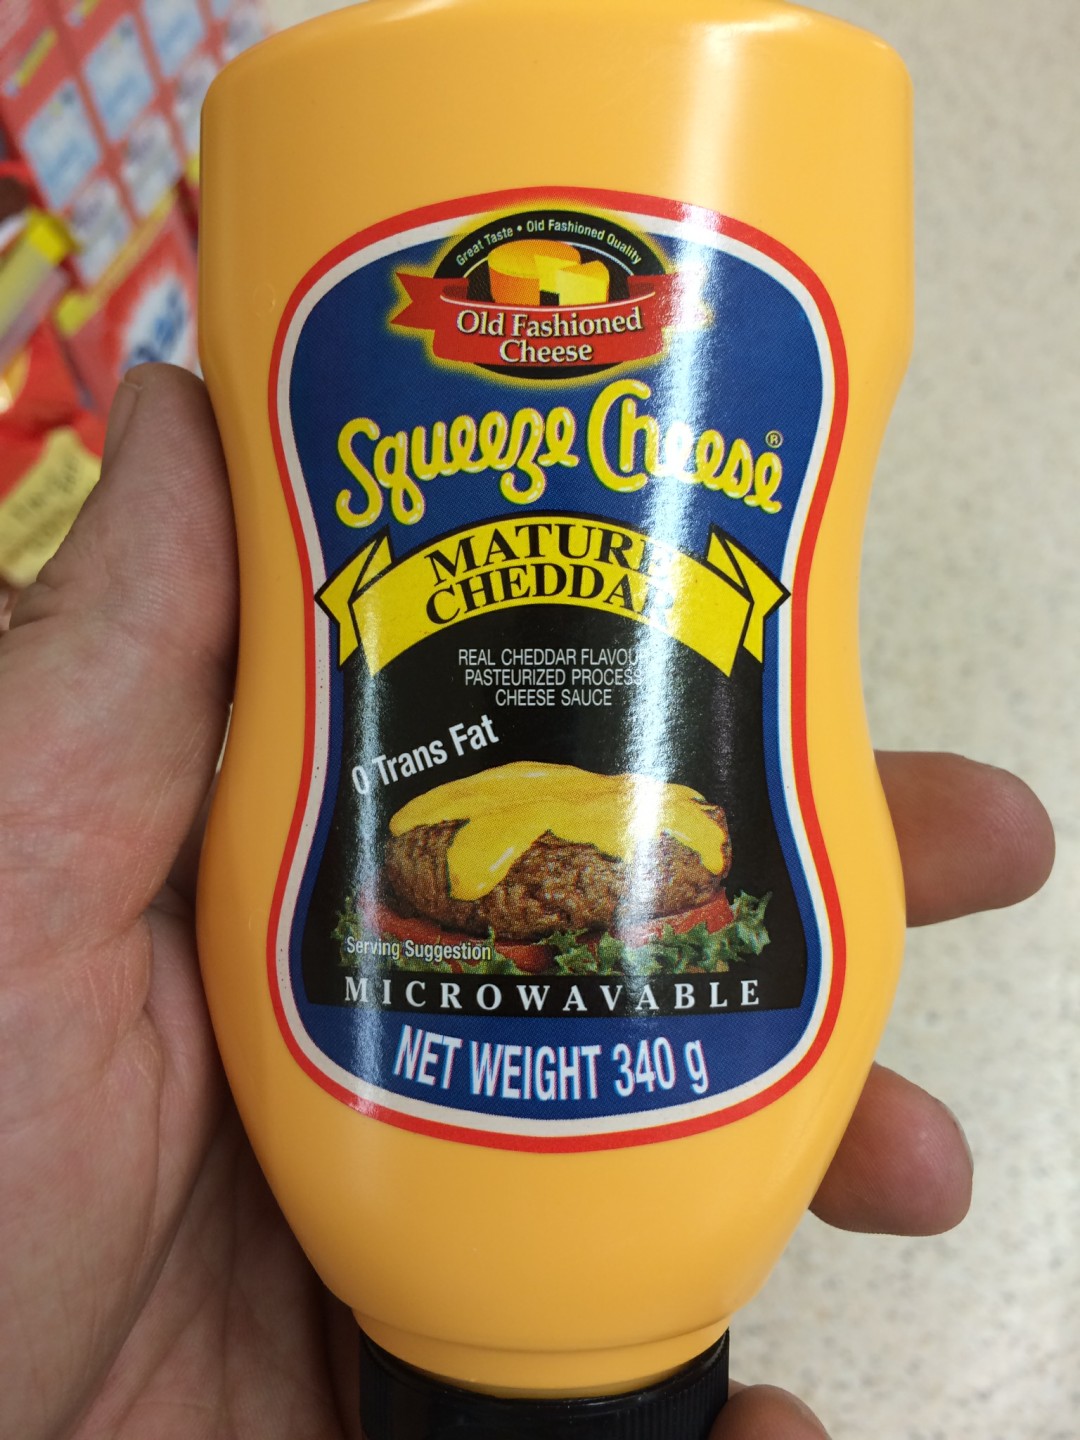 Great Taste • Old Fashioned Quality
Old Fashioned
Cheese
Squeeze Cheese®
MATURE
CHEDDAR
REAL CHEDDAR FLAVOUR
PASTEURIZED PROCESS
CHEESE SAUCE
0 Trans Fat
Serving Suggestion
MICROWAVABLE
NET WEIGHT 340 g